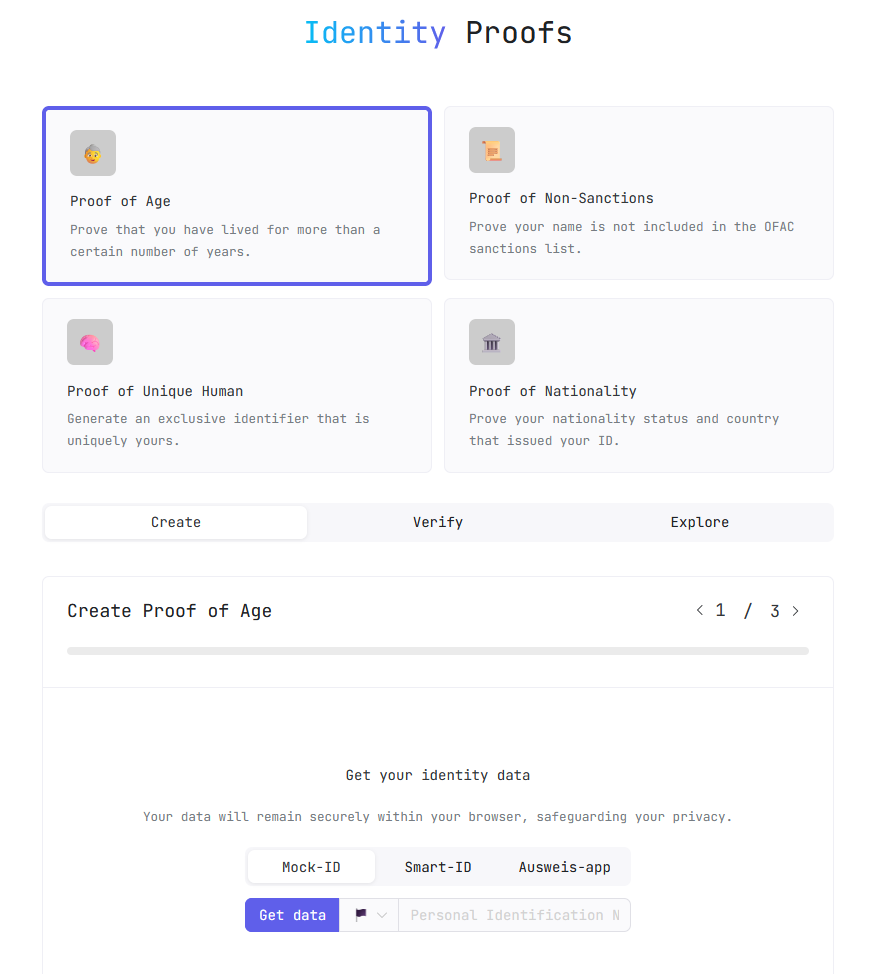 Identity Proofs
Proof of Age
Prove that you have lived for more than a
certain number of years.
Proof of Non-Sanctions
Prove your name is not included in the OFAC
sanctions list.
Proof of Unique Human
Generate an exclusive identifier that is
uniquely yours.
Proof of Nationality
Prove your nationality status and country
that issued your ID.
Create Verify Explore
Create Proof of Age < 1 / 3 >
Get your identity data
Your data will remain securely within your browser, safeguarding your privacy.
Mock-ID Smart-ID Ausweis-app
Get data Personal Identification N